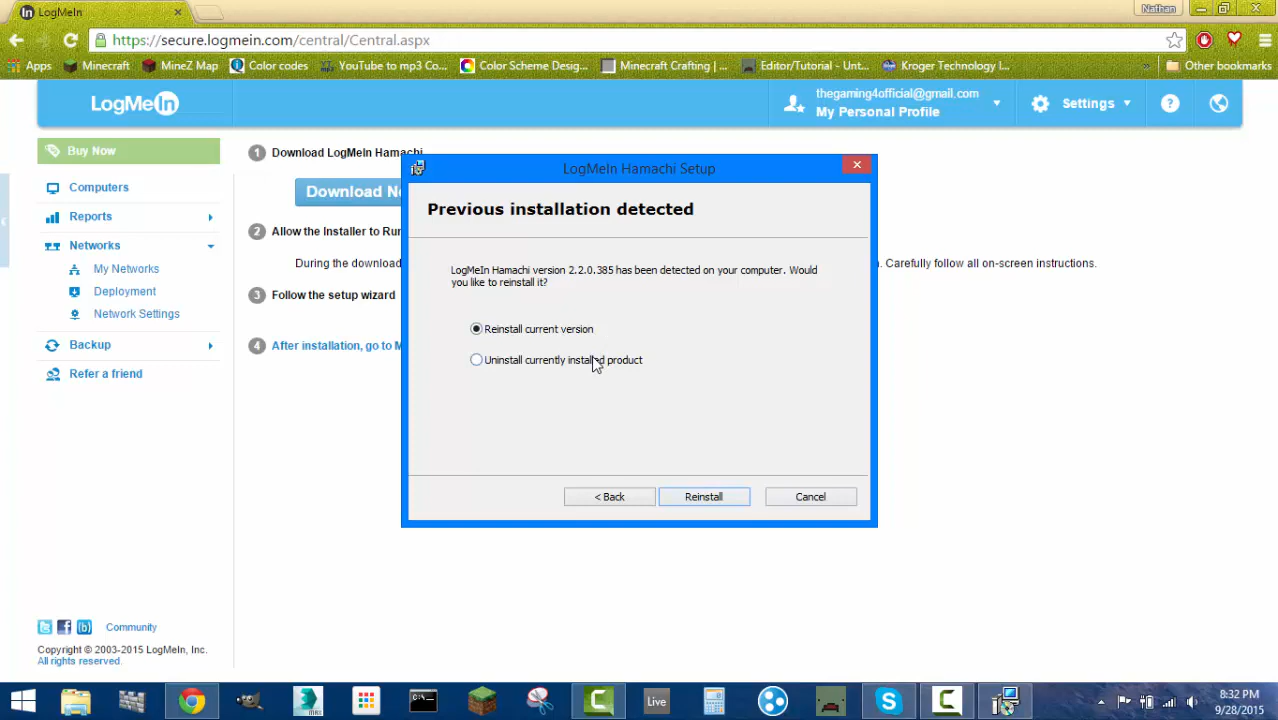 LogMeIn
Nathan
https://secure.logmein.com/central/Central.aspx
Apps
Minecraft
MineZ Map
Color codes
YouTube to mp3 Co...
Color Scheme Desig...
Minecraft Crafting | ...
Editor/Tutorial - Unt...
Kroger Technology I...
»
Other bookmarks
LogMeIn
thegaming4official@gmail.com
My Personal Profile
Settings
?
Buy Now
Computers
Reports
Networks
My Networks
Deployment
Network Settings
Backup
Refer a friend
1 Download LogMeIn Hamachi
Download N
2 Allow the Installer to Run
During the download
. Carefully follow all on-screen instructions.
3 Follow the setup wizard
4 After installation, go to M
LogMeIn Hamachi Setup
Previous installation detected
LogMeIn Hamachi version 2.2.0.385 has been detected on your computer. Would
you like to reinstall it?
Reinstall current version
Uninstall currently installed product
< Back
Reinstall
Cancel
Community
Copyright © 2003-2015 LogMeIn, Inc.
All rights reserved.
Live
8:32 PM
9/28/2015